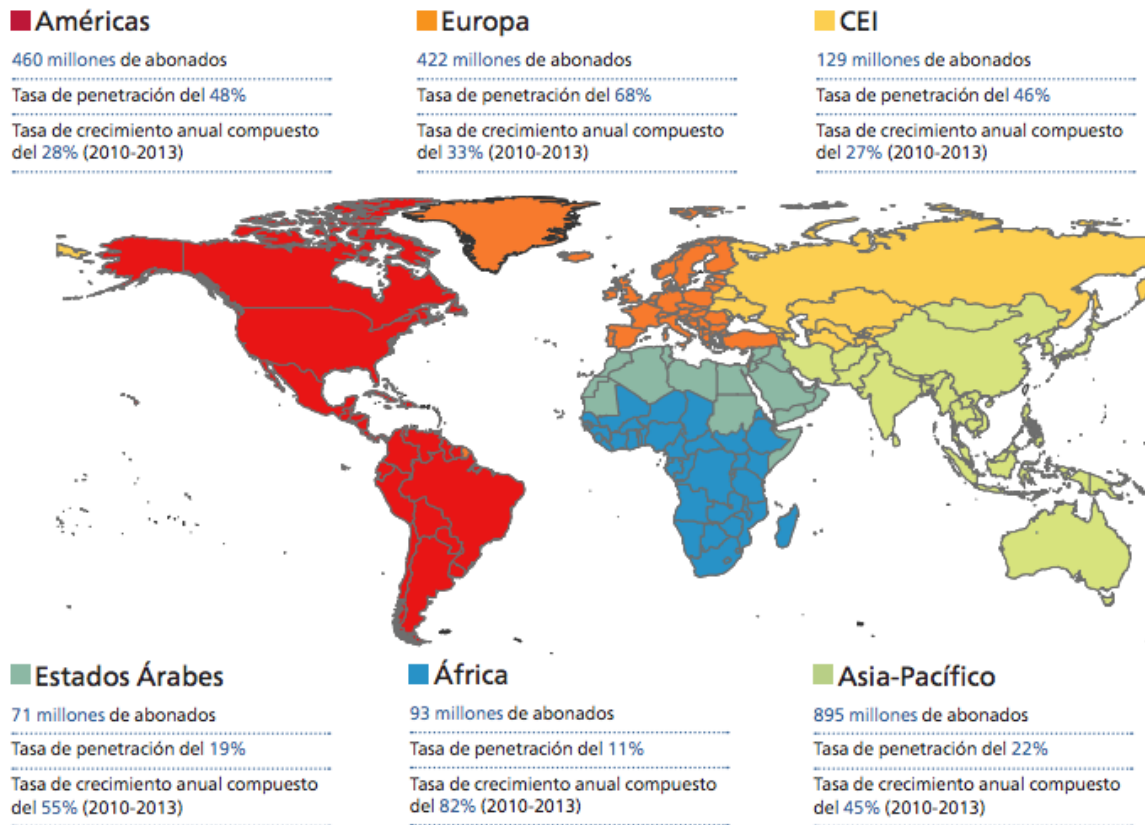 Américas
460 millones de abonados
Tasa de penetración del 48%
Tasa de crecimiento anual compuesto
del 28% (2010-2013)
Europa
422 millones de abonados
Tasa de penetración del 68%
Tasa de crecimiento anual compuesto
del 33% (2010-2013)
CEI
129 millones de abonados
Tasa de penetración del 46%
Tasa de crecimiento anual compuesto
del 27% (2010-2013)
Estados Árabes
71 millones de abonados
Tasa de penetración del 19%
Tasa de crecimiento anual compuesto
del 55% (2010-2013)
África
93 millones de abonados
Tasa de penetración del 11%
Tasa de crecimiento anual compuesto
del 82% (2010-2013)
Asia-Pacífico
895 millones de abonados
Tasa de penetración del 22%
Tasa de crecimiento anual compuesto
del 45% (2010-2013)